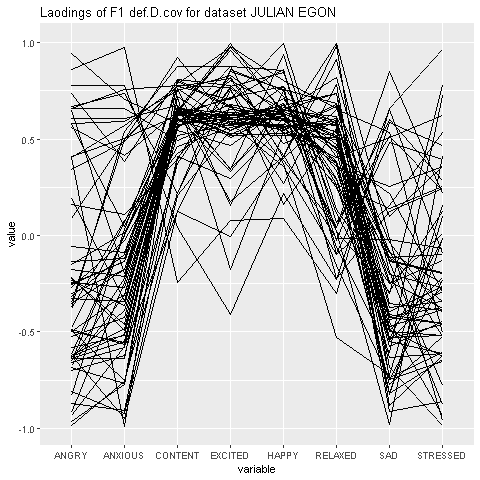 Laodings of F1 def.D.cov for dataset JULIAN EGON
1.0
0.5
0.0
-0.5
-1.0
value
ANGRY ANXIOUS CONTENT EXCITED HAPPY RELAXED SAD STRESSED
variable